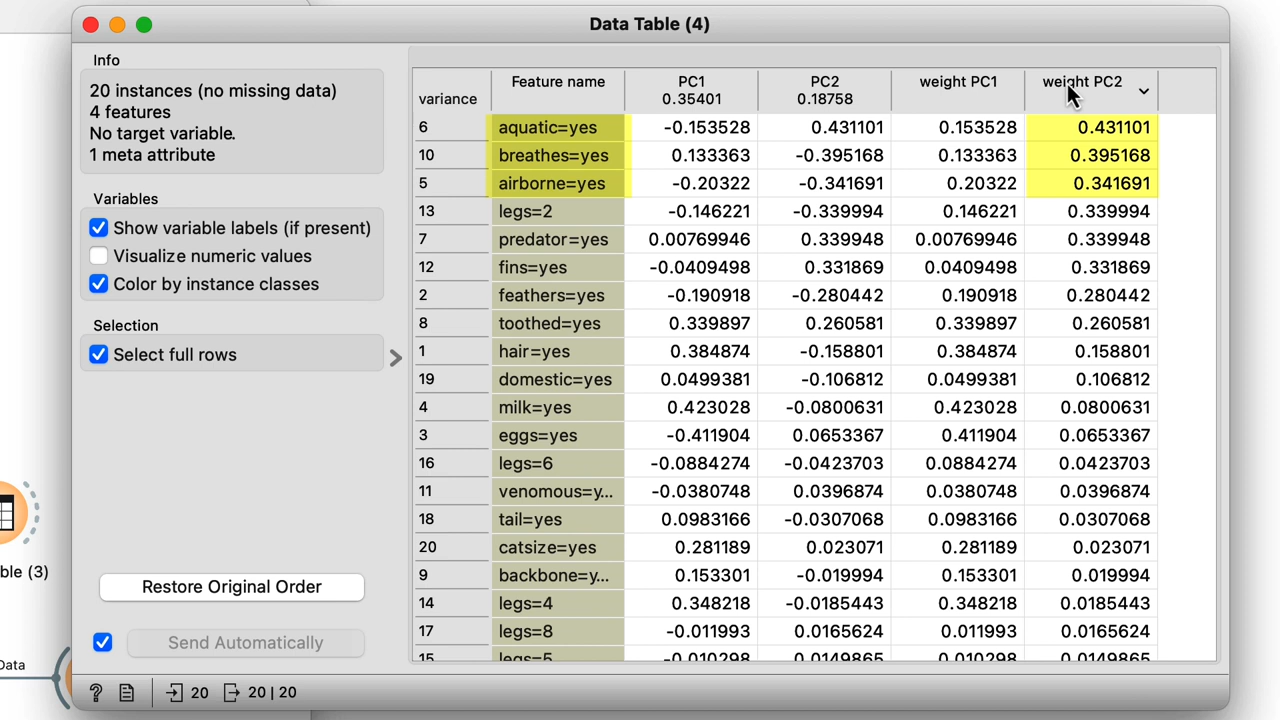 Data Table (4)
Info
20 instances (no missing data)
4 features
No target variable.
1 meta attribute
Variables
Show variable labels (if present)
Visualize numeric values
Color by instance classes
Selection
Select full rows
Restore Original Order
Send Automatically
variance Feature name PC1 0.35401 PC2 0.18758 weight PC1 weight PC2
6 aquatic=yes -0.153528 0.431101 0.153528 0.431101
10 breathes=yes 0.133363 -0.395168 0.133363 0.395168
5 airborne=yes -0.20322 -0.341691 0.20322 0.341691
13 legs=2 -0.146221 -0.339994 0.146221 0.339994
7 predator=yes 0.00769946 0.339948 0.00769946 0.339948
12 fins=yes -0.0409498 0.331869 0.0409498 0.331869
2 feathers=yes -0.190918 -0.280442 0.190918 0.280442
8 toothed=yes 0.339897 0.260581 0.339897 0.260581
1 hair=yes 0.384874 -0.158801 0.384874 0.158801
19 domestic=yes 0.0499381 -0.106812 0.0499381 0.106812
4 milk=yes 0.423028 -0.0800631 0.423028 0.0800631
3 eggs=yes -0.411904 0.0653367 0.411904 0.0653367
16 legs=6 -0.0884274 -0.0423703 0.0884274 0.0423703
11 venomous=y... -0.0380748 0.0396874 0.0380748 0.0396874
18 tail=yes 0.0983166 -0.0307068 0.0983166 0.0307068
20 catsize=yes 0.281189 0.023071 0.281189 0.023071
9 backbone=y... 0.153301 -0.019994 0.153301 0.019994
14 legs=4 0.348218 -0.0185443 0.348218 0.0185443
17 legs=8 -0.011993 0.0165624 0.011993 0.0165624
15 legs=5 -0.010298 0.0149865 0.010298 0.0149865
ble (3)
Data
? 20 20 | 20